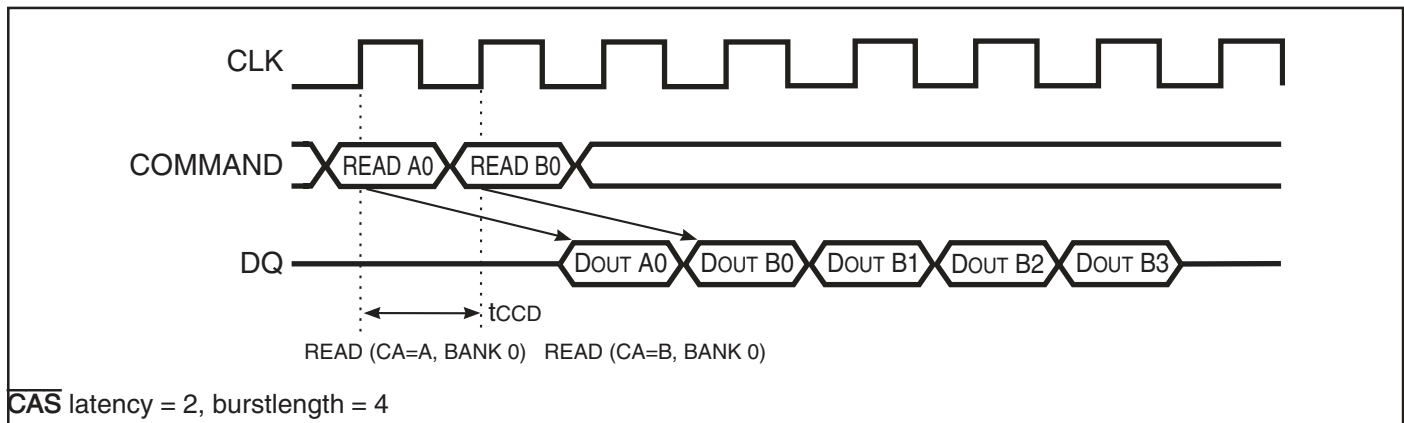 CLK
COMMAND READ A0 READ B0
DQ DOUT A0 DOUT B0 DOUT B1 DOUT B2 DOUT B3
tCCD
READ (CA=A, BANK 0) READ (CA=B, BANK 0)
CAS latency = 2, burstlength = 4